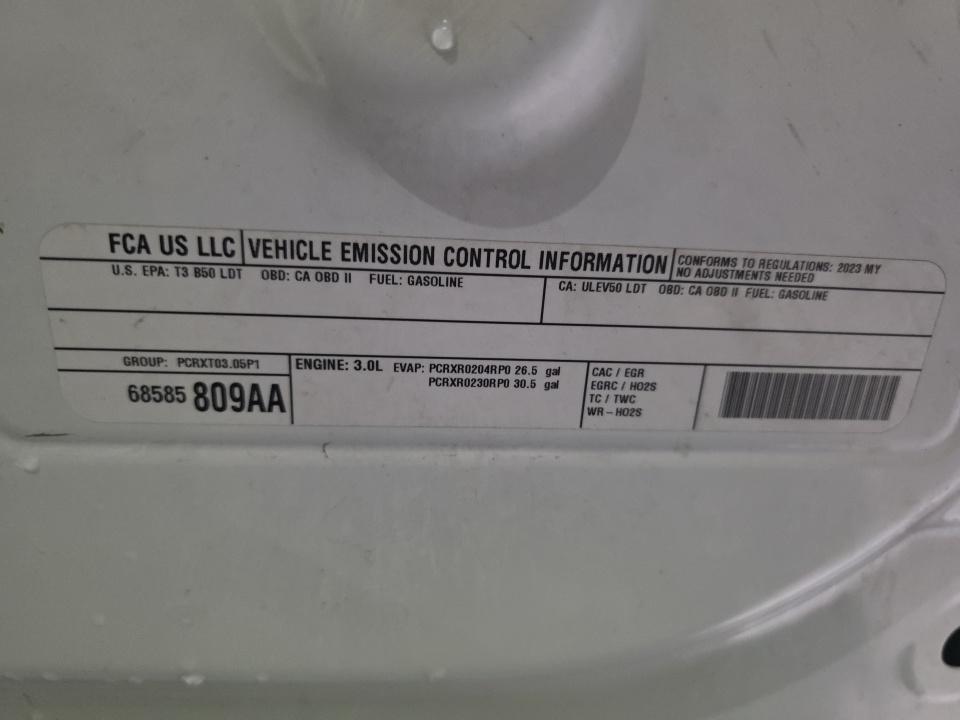 FCA US LLC VEHICLE EMISSION CONTROL INFORMATION
CONFORMS TO REGULATIONS: 2023 MY
NO ADJUSTMENTS NEEDED
U.S. EPA: T3 B50 LDT OBD: CA OBD II FUEL: GASOLINE
CA: ULEV50 LDT OBD: CA OBD II FUEL: GASOLINE
GROUP: PCRXT03.05P1
68585 809AA
ENGINE: 3.0L EVAP: PCRXR0204RP0 26.5 gal
PCRXR0230RP0 30.5 gal
CAC / EGR
EGRC / HO2S
TC / TWC
WR-HO2S